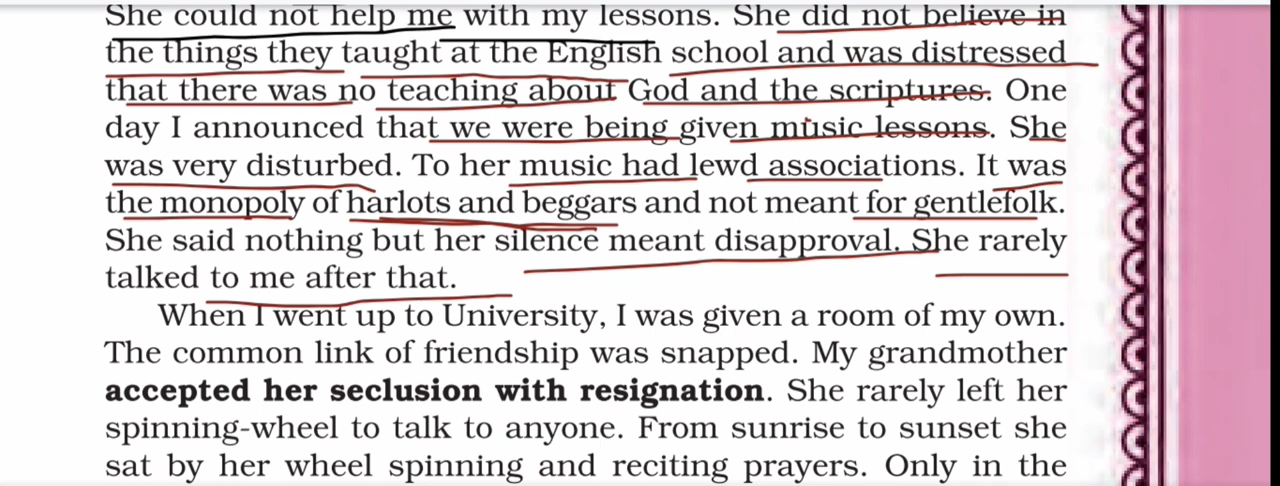 She could not help me with my lessons. She did not believe in
the things they taught at the English school and was distressed
that there was no teaching about God and the scriptures. One
day I announced that we were being given music lessons. She
was very disturbed. To her music had lewd associations. It was
the monopoly of harlots and beggars and not meant for gentlefolk.
She said nothing but her silence meant disapproval. She rarely
talked to me after that.
When I went up to University, I was given a room of my own.
The common link of friendship was snapped. My grandmother
accepted her seclusion with resignation. She rarely left her
spinning-wheel to talk to anyone. From sunrise to sunset she
sat by her wheel spinning and reciting prayers. Only in the